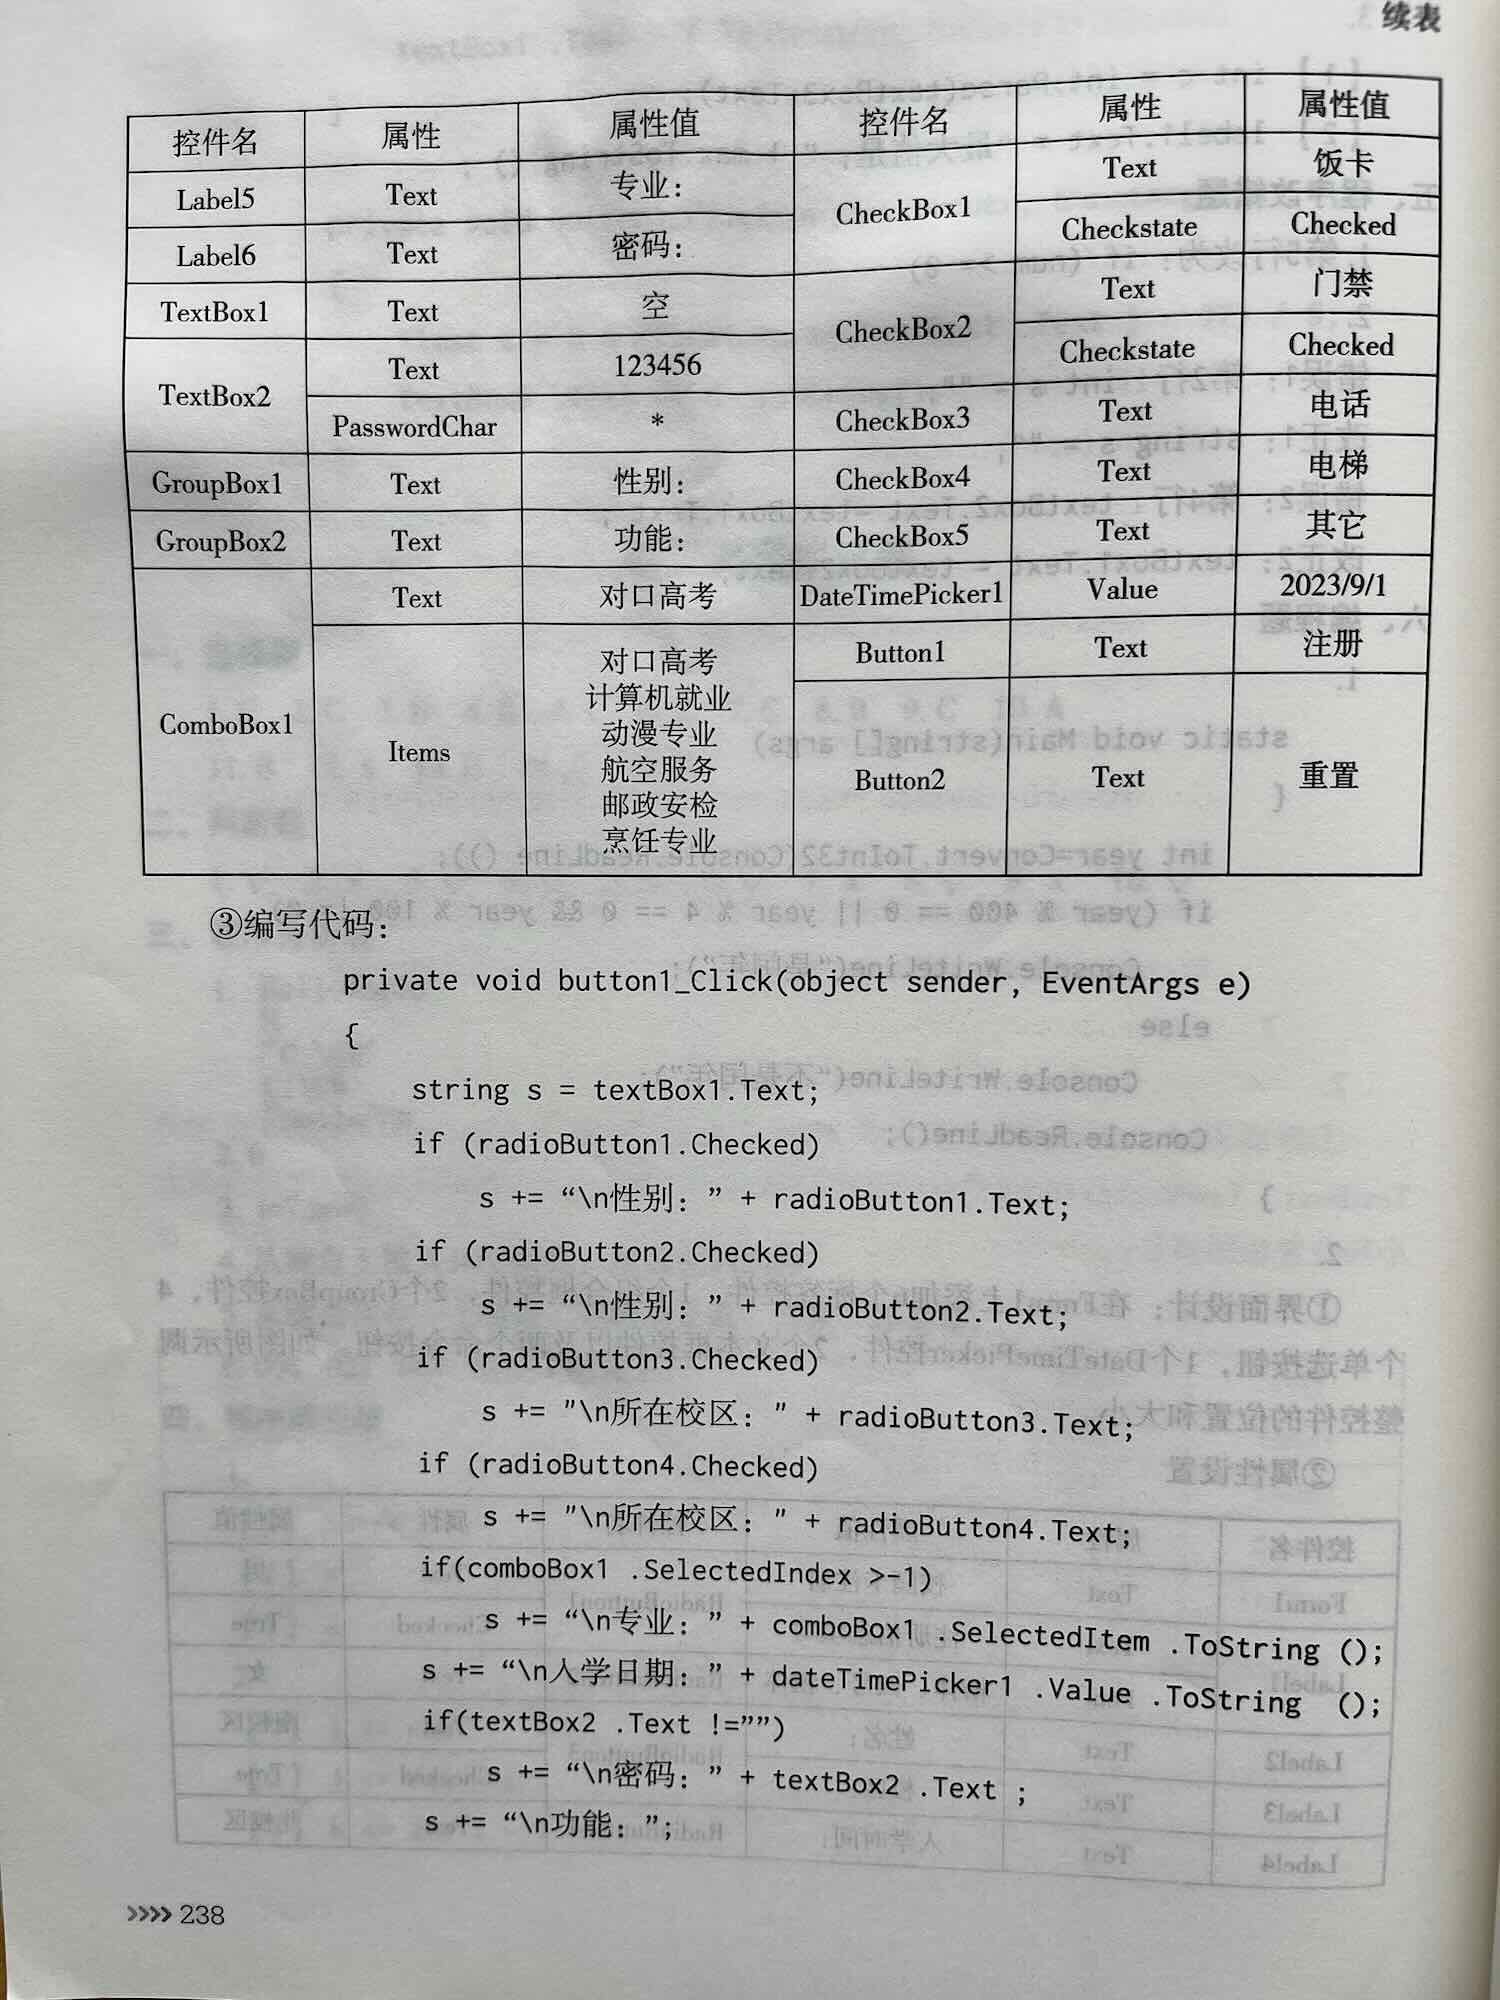 续表
控件名 属性 属性值 控件名 属性 属性值
Label5 Text 专业： CheckBox1 Text 饭卡
Checkstate Checked
Label6 Text 密码：
TextBox1 Text 空 CheckBox2 Text 门禁
Checkstate Checked
TextBox2 Text 123456
PasswordChar * CheckBox3 Text 电话
GroupBox1 Text 性别： CheckBox4 Text 电梯
GroupBox2 Text 功能： CheckBox5 Text 其它
ComboBox1 Text 对口高考 DateTimePicker1 Value 2023/9/1
Items 对口高考 Button1 Text 注册
计算机就业
动漫专业
航空服务 Button2 Text 重置
邮政安检
烹饪专业
③编写代码：
private void button1_Click(object sender, EventArgs e)
{
string s = textBox1.Text;
if (radioButton1.Checked)
s += “\n性别：” + radioButton1.Text;
if (radioButton2.Checked)
s += “\n性别：” + radioButton2.Text;
if (radioButton3.Checked)
s += "\n所在校区：" + radioButton3.Text;
if (radioButton4.Checked)
s += "\n所在校区：" + radioButton4.Text;
if(comboBox1 .SelectedIndex >-1)
s += “\n专业：” + comboBox1 .SelectedItem .ToString ();
s += “\n入学日期：” + dateTimePicker1 .Value .ToString ();
if(textBox2 .Text !=””)
s += “\n密码：” + textBox2 .Text ;
s += “\n功能：”;
>>>> 238